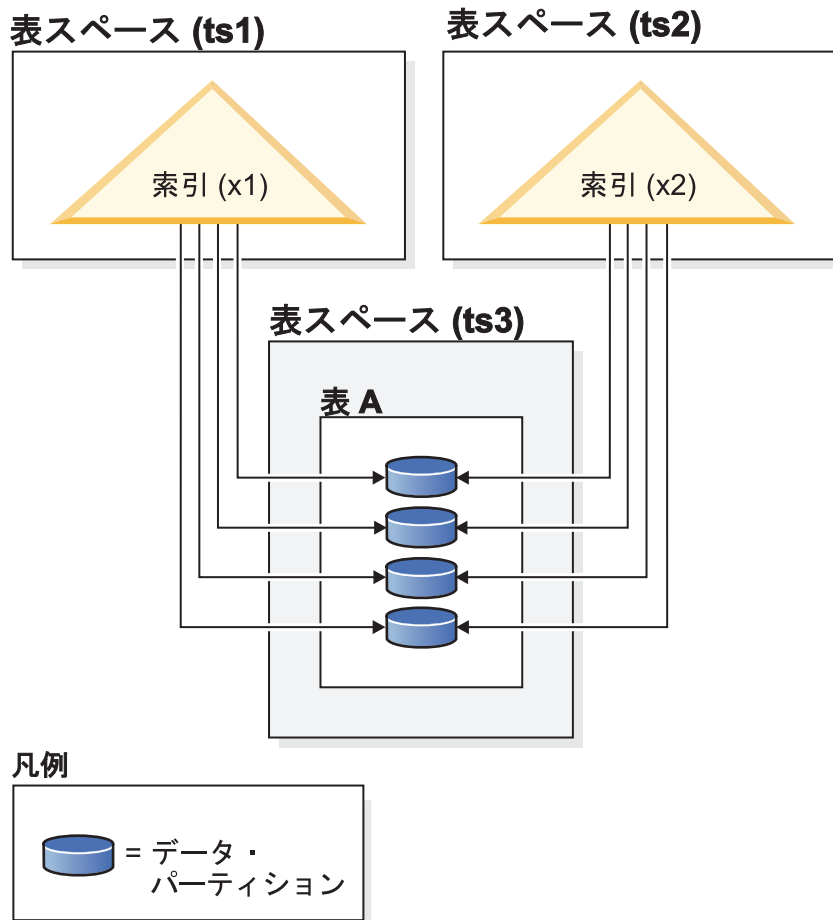 表スペース (ts1)
表スペース (ts2)
索引 (x1)
索引 (x2)
表スペース (ts3)
表 A
凡例
= データ・
パーティション